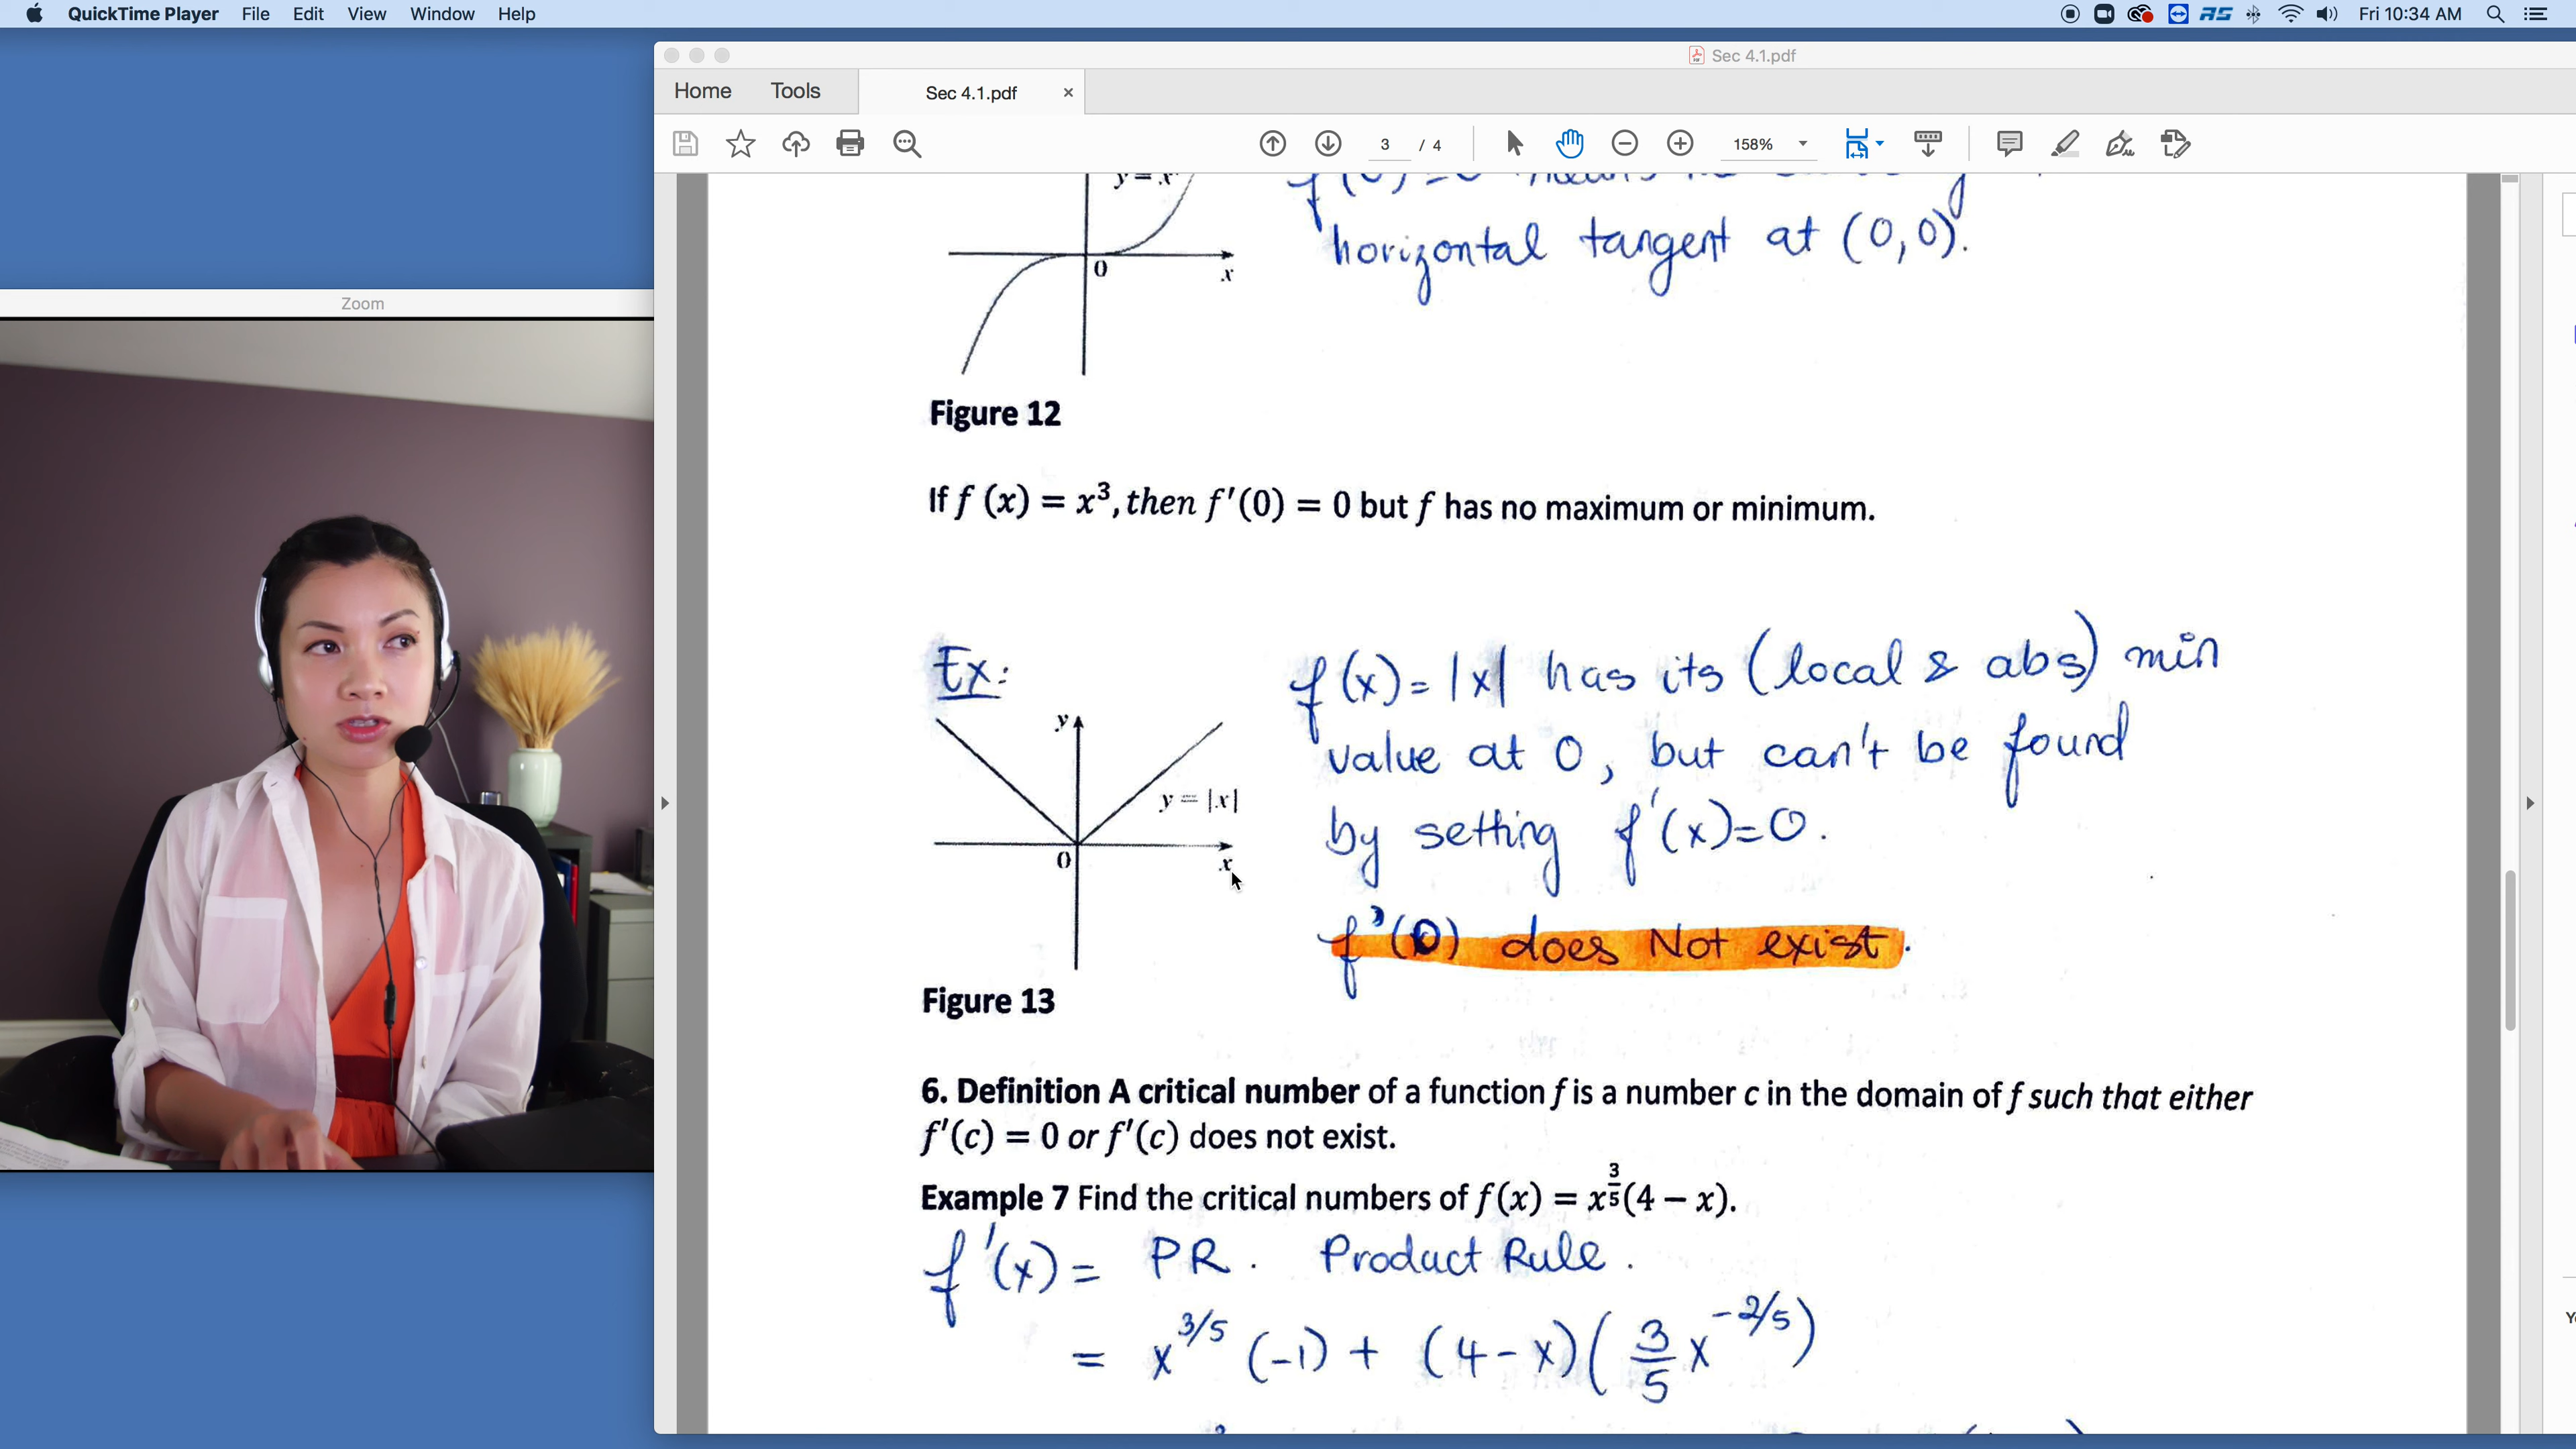 QuickTime Player File Edit View Window Help Fri 10:34 AM
Sec 4.1.pdf
Home Tools Sec 4.1.pdf ×
3 / 4 158%
Zoom
horizontal tangent at (0,0).
0
x
Figure 12
If f (x) = x³, then f′(0) = 0 but f has no maximum or minimum.
Ex:
f(x) = |x| has its (local & abs) min
value at 0, but can't be found
by setting f′(x)=0.
f′(0) does Not exist.
y
y = |x|
0
x
Figure 13
6. Definition A critical number of a function f is a number c in the domain of f such that either
f′(c) = 0 or f′(c) does not exist.
Example 7 Find the critical numbers of f(x) = x^(3/5)(4 − x).
f′(x) = PR. Product Rule.
= x^(3/5) (-1) + (4-x)(3/5 x^(-2/5))